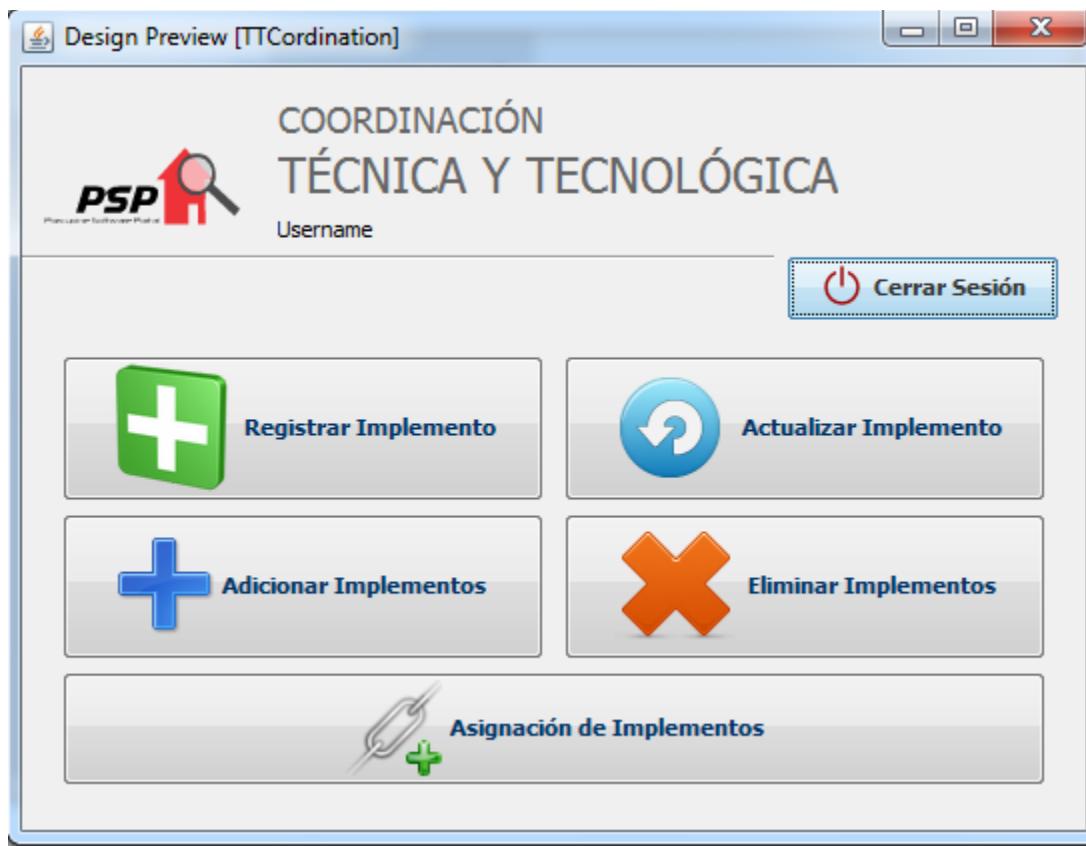 Design Preview [TTCordination]
COORDINACIÓN
TÉCNICA Y TECNOLÓGICA
PSP
Username
Cerrar Sesión
Registrar Implemento
Actualizar Implemento
Adicionar Implementos
Eliminar Implementos
Asignación de Implementos